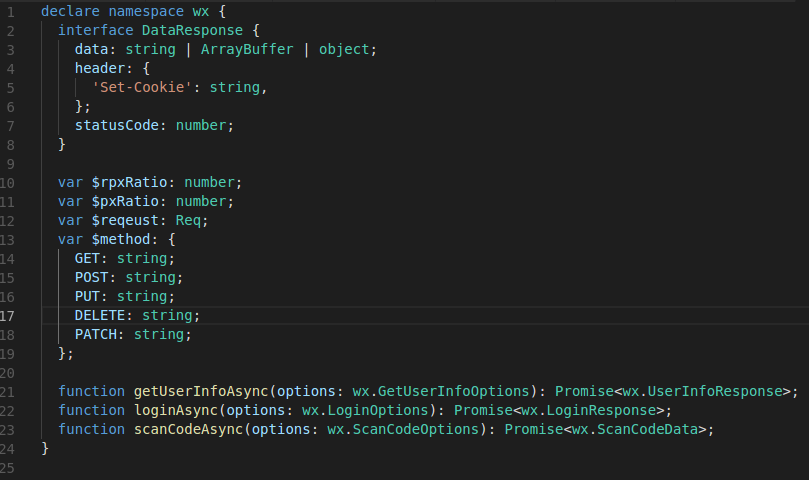 1 declare namespace wx {
2 interface DataResponse {
3 data: string | ArrayBuffer | object;
4 header: {
5 'Set-Cookie': string,
6 };
7 statusCode: number;
8 }
9
10 var $rpxRatio: number;
11 var $pxRatio: number;
12 var $reqeust: Req;
13 var $method: {
14 GET: string;
15 POST: string;
16 PUT: string;
17 DELETE: string;
18 PATCH: string;
19 };
20
21 function getUserInfoAsync(options: wx.GetUserInfoOptions): Promise<wx.UserInfoResponse>;
22 function loginAsync(options: wx.LoginOptions): Promise<wx.LoginResponse>;
23 function scanCodeAsync(options: wx.ScanCodeOptions): Promise<wx.ScanCodeData>;
24 }
25